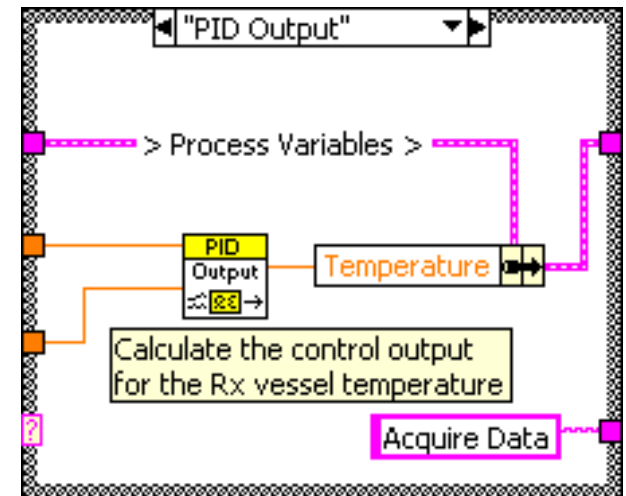 "PID Output"
> Process Variables >
PID
Output
Temperature
Calculate the control output
for the Rx vessel temperature
?
Acquire Data